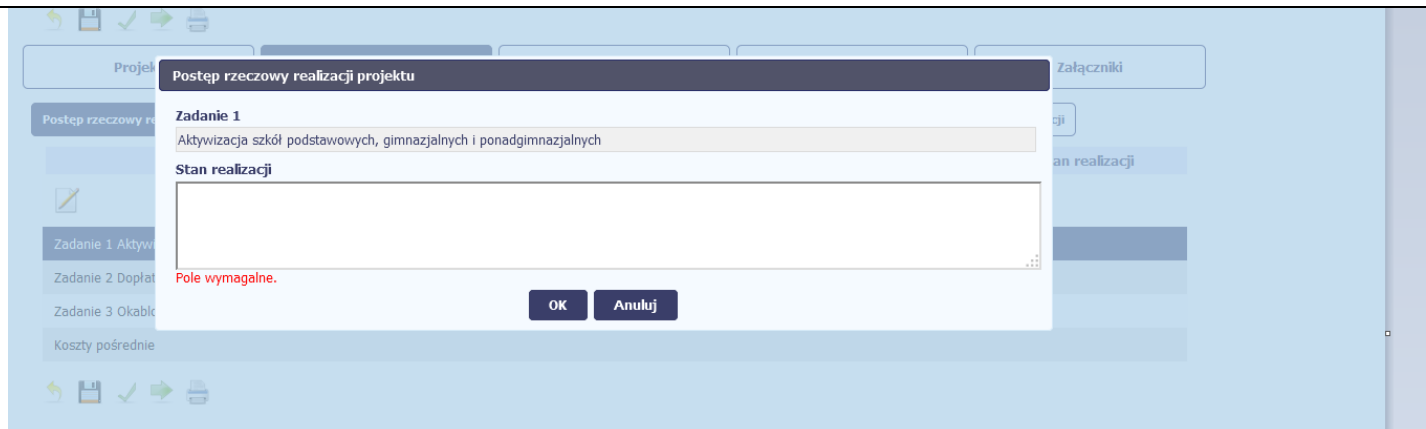 Projek
Załączniki
Postęp rzeczowy realizacji projektu
Postęp rzeczowy re
cji
Zadanie 1
Aktywizacja szkół podstawowych, gimnazjalnych i ponadgimnazjalnych
an realizacji
Stan realizacji
Zadanie 1 Aktywi
Zadanie 2 Dopłat
Pole wymagalne.
OK Anuluj
Zadanie 3 Okablo
Koszty pośrednie